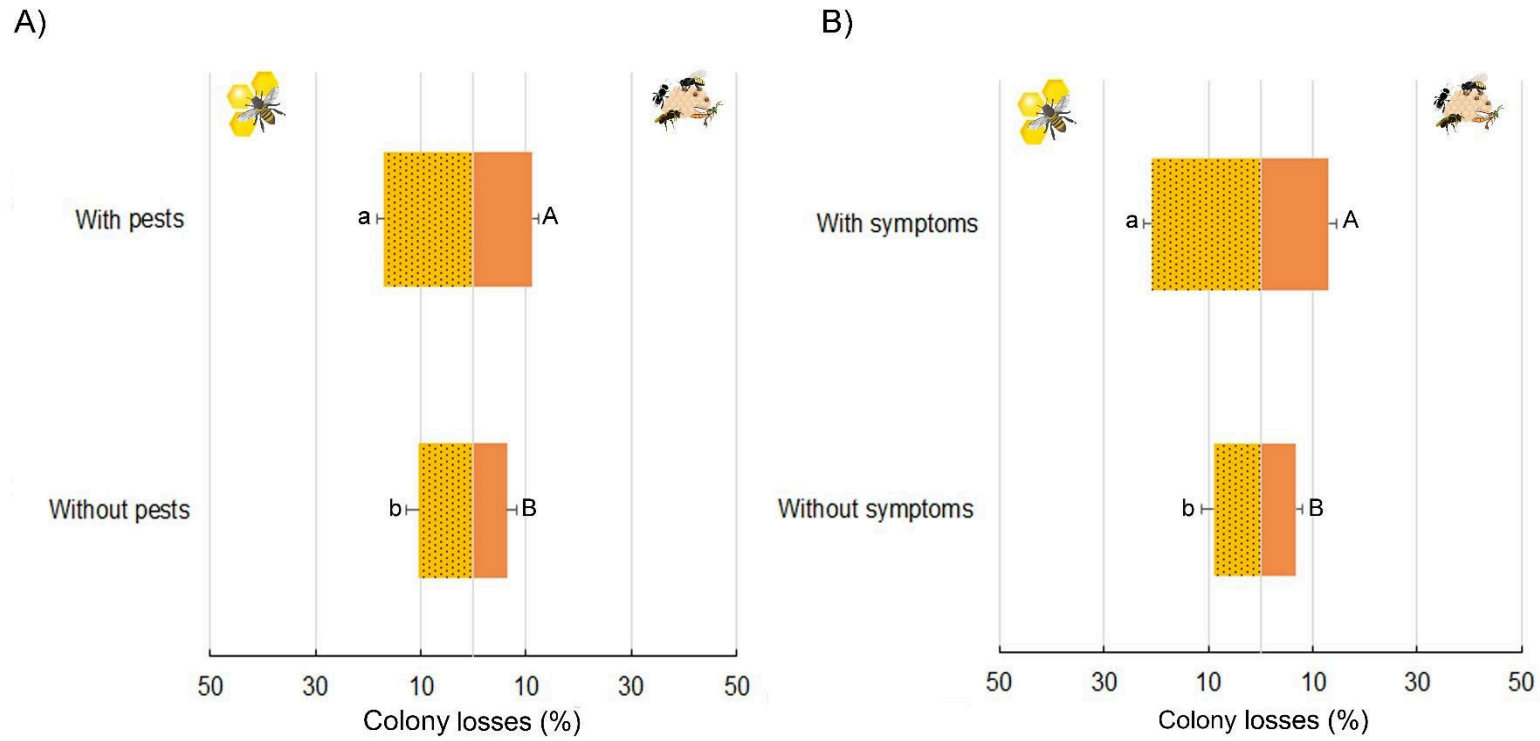 A)
With pests
a
A
Without pests
b
B
50 30 10 10 30 50
Colony losses (%)
B)
With symptoms
a
A
Without symptoms
b
B
50 30 10 10 30 50
Colony losses (%)